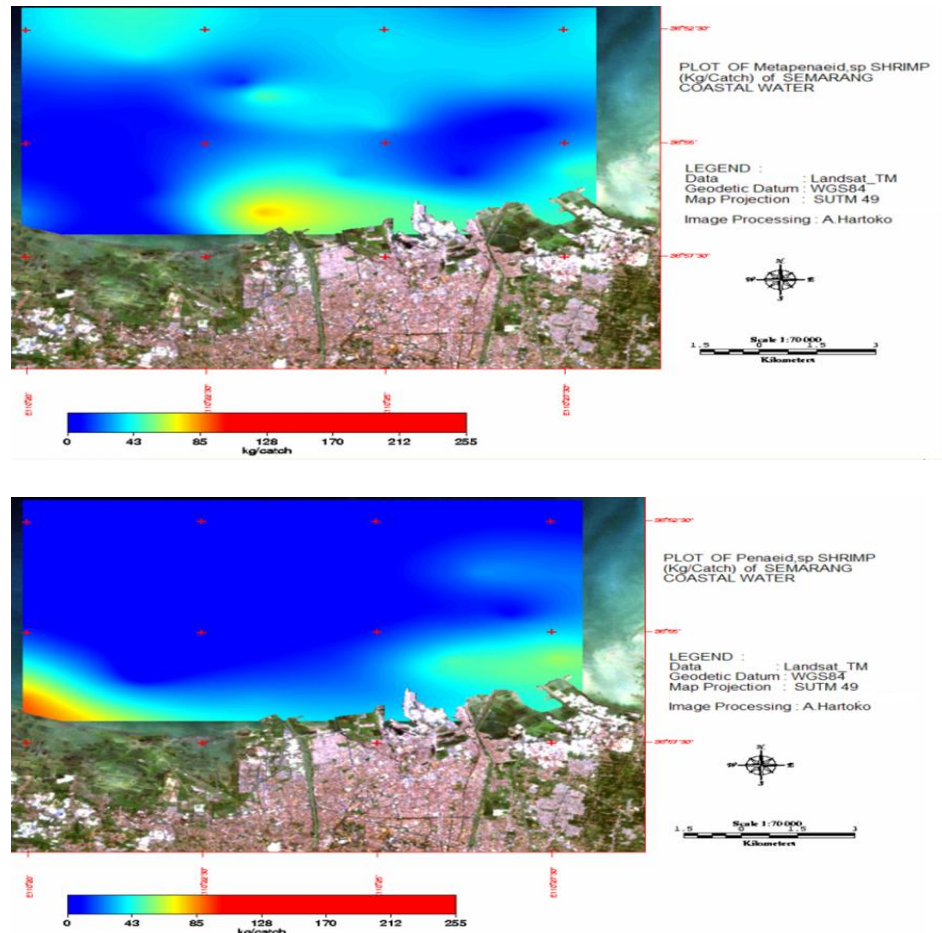 PLOT OF Metapenaeid,sp SHRIMP
(Kg/Catch) of SEMARANG
COASTAL WATER
LEGEND :
Data : Landsat_TM
Geodetic Datum : WGS84
Map Projection : SUTM 49
Image Processing : A.Hartoko
N
W E
S
Scale 1:70 000
1.5 0 1.5 3
Kilometers
0 43 85 128 170 212 255
kg/catch
PLOT OF Penaeid,sp SHRIMP
(Kg/Catch) of SEMARANG
COASTAL WATER
LEGEND :
Data : Landsat_TM
Geodetic Datum : WGS84
Map Projection : SUTM 49
Image Processing : A.Hartoko
N
W E
S
Scale 1:70 000
1.5 0 1.5 3
Kilometers
0 43 85 128 170 212 255
kg/catch